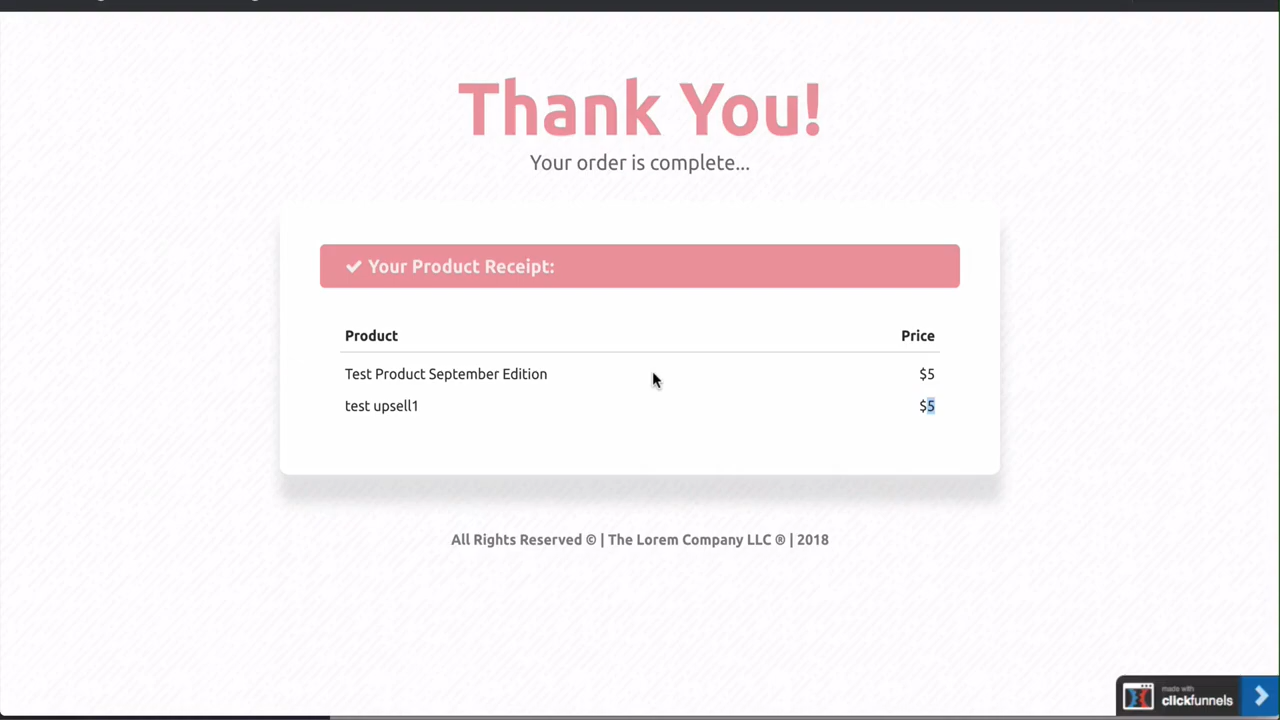 Thank You!
Your order is complete...
Your Product Receipt:
Product Price
Test Product September Edition $5
test upsell1 $5
All Rights Reserved © | The Lorem Company LLC ® | 2018
made with
clickfunnels